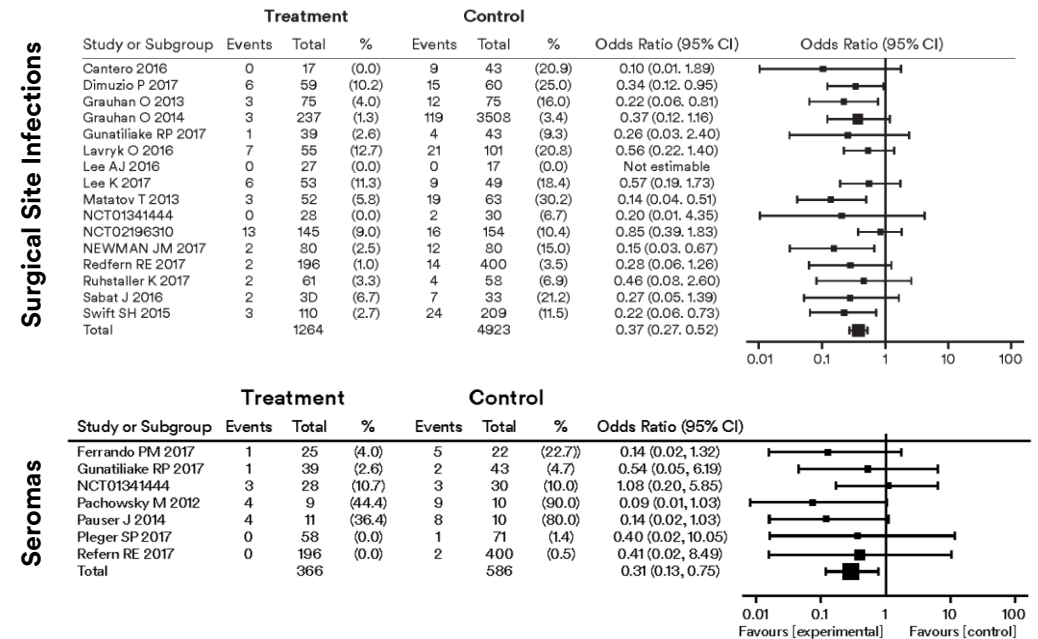 Surgical Site Infections
Treatment Control
Study or Subgroup Events Total % Events Total % Odds Ratio (95% CI) Odds Ratio (95% CI)
Cantero 2016 0 17 (0.0) 9 43 (20.9) 0.10 (0.01. 1.89)
Dimuzio P 2017 6 59 (10.2) 15 60 (25.0) 0.34 (0.12. 0.95)
Grauhan O 2013 3 75 (4.0) 12 75 (16.0) 0.22 (0.06. 0.81)
Grauhan O 2014 3 237 (1.3) 119 3508 (3.4) 0.37 (0.12. 1.16)
Gunatiliake RP 2017 1 39 (2.6) 4 43 (9.3) 0.26 (0.03. 2.40)
Lavryk O 2016 7 55 (12.7) 21 101 (20.8) 0.56 (0.22. 1.40)
Lee AJ 2016 0 27 (0.0) 0 17 (0.0) Not estimable
Lee K 2017 6 53 (11.3) 9 49 (18.4) 0.57 (0.19. 1.73)
Matatov T 2013 3 52 (5.8) 19 63 (30.2) 0.14 (0.04. 0.51)
NCT01341444 0 28 (0.0) 2 30 (6.7) 0.20 (0.01. 4.35)
NCT02196310 13 145 (9.0) 16 154 (10.4) 0.85 (0.39. 1.83)
NEWMAN JM 2017 2 80 (2.5) 12 80 (15.0) 0.15 (0.03. 0.67)
Redfern RE 2017 2 196 (1.0) 14 400 (3.5) 0.28 (0.06. 1.26)
Ruhstaller K 2017 2 61 (3.3) 4 58 (6.9) 0.46 (0.08. 2.60)
Sabat J 2016 2 3D (6.7) 7 33 (21.2) 0.27 (0.05. 1.39)
Swift SH 2015 3 110 (2.7) 24 209 (11.5) 0.22 (0.06. 0.73)
Total 1264 4923 0.37 (0.27. 0.52)
0.01 0.1 1 10 100
Seromas
Treatment Control
Study or Subgroup Events Total % Events Total % Odds Ratio (95% CI)
Ferrando PM 2017 1 25 (4.0) 5 22 (22.7)) 0.14 (0.02, 1.32)
Gunatiliake RP 2017 1 39 (2.6) 2 43 (4.7) 0.54 (0.05, 6.19)
NCT01341444 3 28 (10.7) 3 30 (10.0) 1.08 (0.20, 5.85)
Pachowsky M 2012 4 9 (44.4) 9 10 (90.0) 0.09 (0.01, 1.03)
Pauser J 2014 4 11 (36.4) 8 10 (80.0) 0.14 (0.02, 1.03)
Pleger SP 2017 0 58 (0.0) 1 71 (1.4) 0.40 (0.02, 10.05)
Refern RE 2017 0 196 (0.0) 2 400 (0.5) 0.41 (0.02, 8.49)
Total 366 586 0.31 (0.13, 0.75)
0.01 0.1 1 10 100
Favours [experimental] Favours [control]